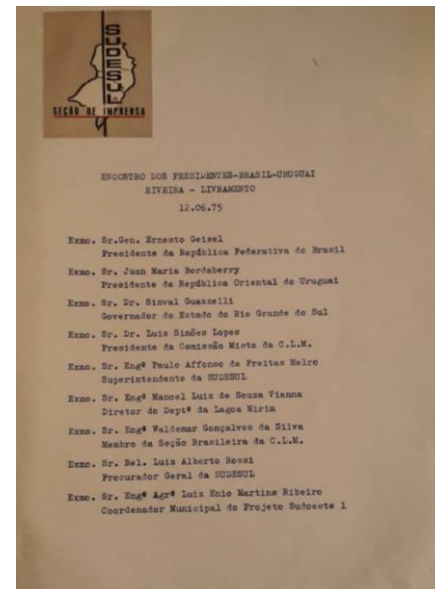 SUDESUL
SEÇÃO DE IMPRENSA
ENCONTRO DOS PRESIDENTES-BRASIL-URUGUAI
RIVEIRA - LIVRAMENTO
12.06.75
Exmo. Sr.Gen. Ernesto Geisel
Presidente da República Federativa do Brasil
Exmo. Sr. Juan Maria Bordaberry
Presidente da República Oriental do Uruguai
Exmo. Sr. Dr. Sinval Guazzelli
Governador do Estado do Rio Grande do Sul
Exmo. Sr. Dr. Luiz Simões Lopes
Presidente da Comissão Mista da C.L.M.
Exmo. Sr. Engº Paulo Affonso de Freitas Melro
Superintendente da SUDESUL
Exmo. Sr. Engº Manoel Luiz de Souza Vianna
Diretor do Deptº da Lagoa Mirim
Exmo. Sr. Engº Waldemar Gonçalves da Silva
Membro da Seção Brasileira da C.L.M.
Exmo. Sr. Bel. Luiz Alberto Rossi
Procurador Geral da SUDESUL
Exmo. Sr. Engº Agrº Luiz Enio Martins Ribeiro
Coordenador Municipal do Projeto Sudoeste 1